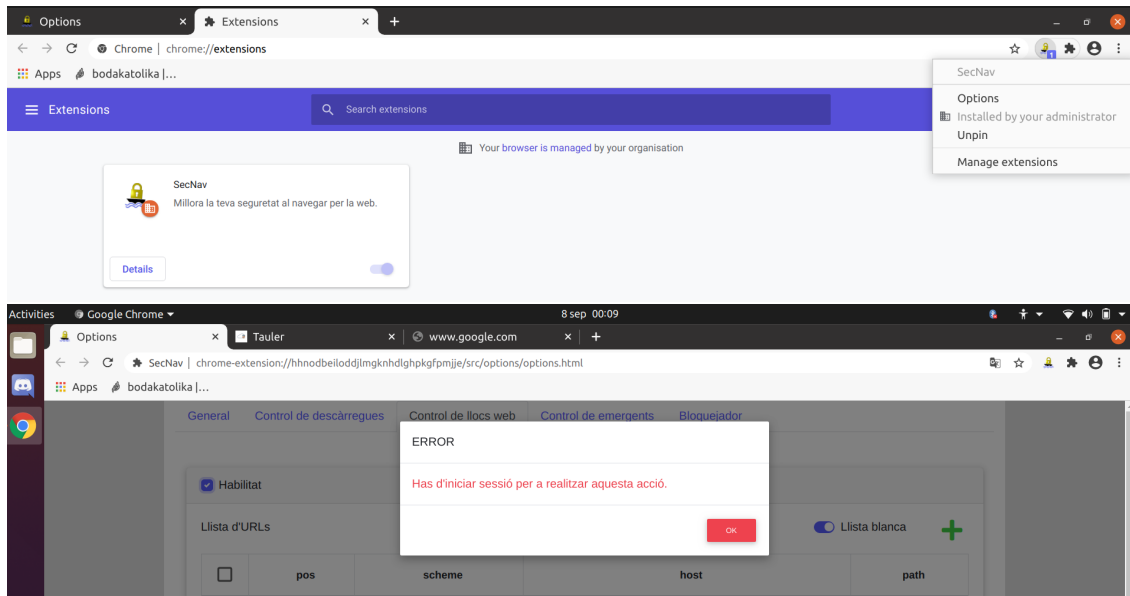 Options
Extensions
Chrome | chrome://extensions
Apps
bodakatolika |...
SecNav
Options
Installed by your administrator
Unpin
Manage extensions
Extensions
Search extensions
Your browser is managed by your organisation
SecNav
Millora la teva seguretat al navegar per la web.
Details
1
Activities
Google Chrome
8 sep 00:09
Options
Tauler
www.google.com
SecNav | chrome-extension://hhnodbeiloddjlmgknhdlghpkgfpmjje/src/options/options.html
Apps
bodakatolika |...
General
Control de descàrregues
Control de llocs web
Control de emergents
Bloquejador
ERROR
Has d'iniciar sessió per a realitzar aquesta acció.
OK
Habilitat
Llista d'URLs
Llista blanca
pos
scheme
host
path